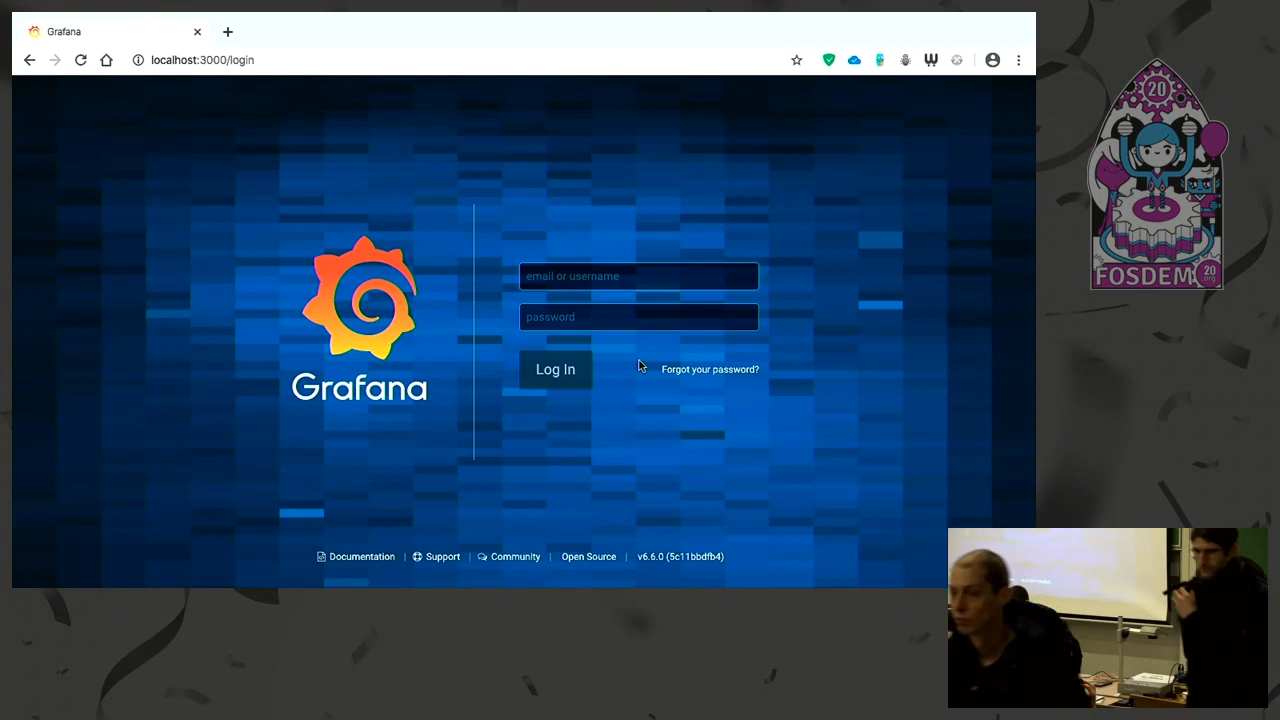 Grafana
localhost:3000/login
20
FOSDEM
20
.org
email or username
password
Log In
Forgot your password?
Grafana
Documentation | Support | Community | Open Source | v6.6.0 (5c11bbdfb4)